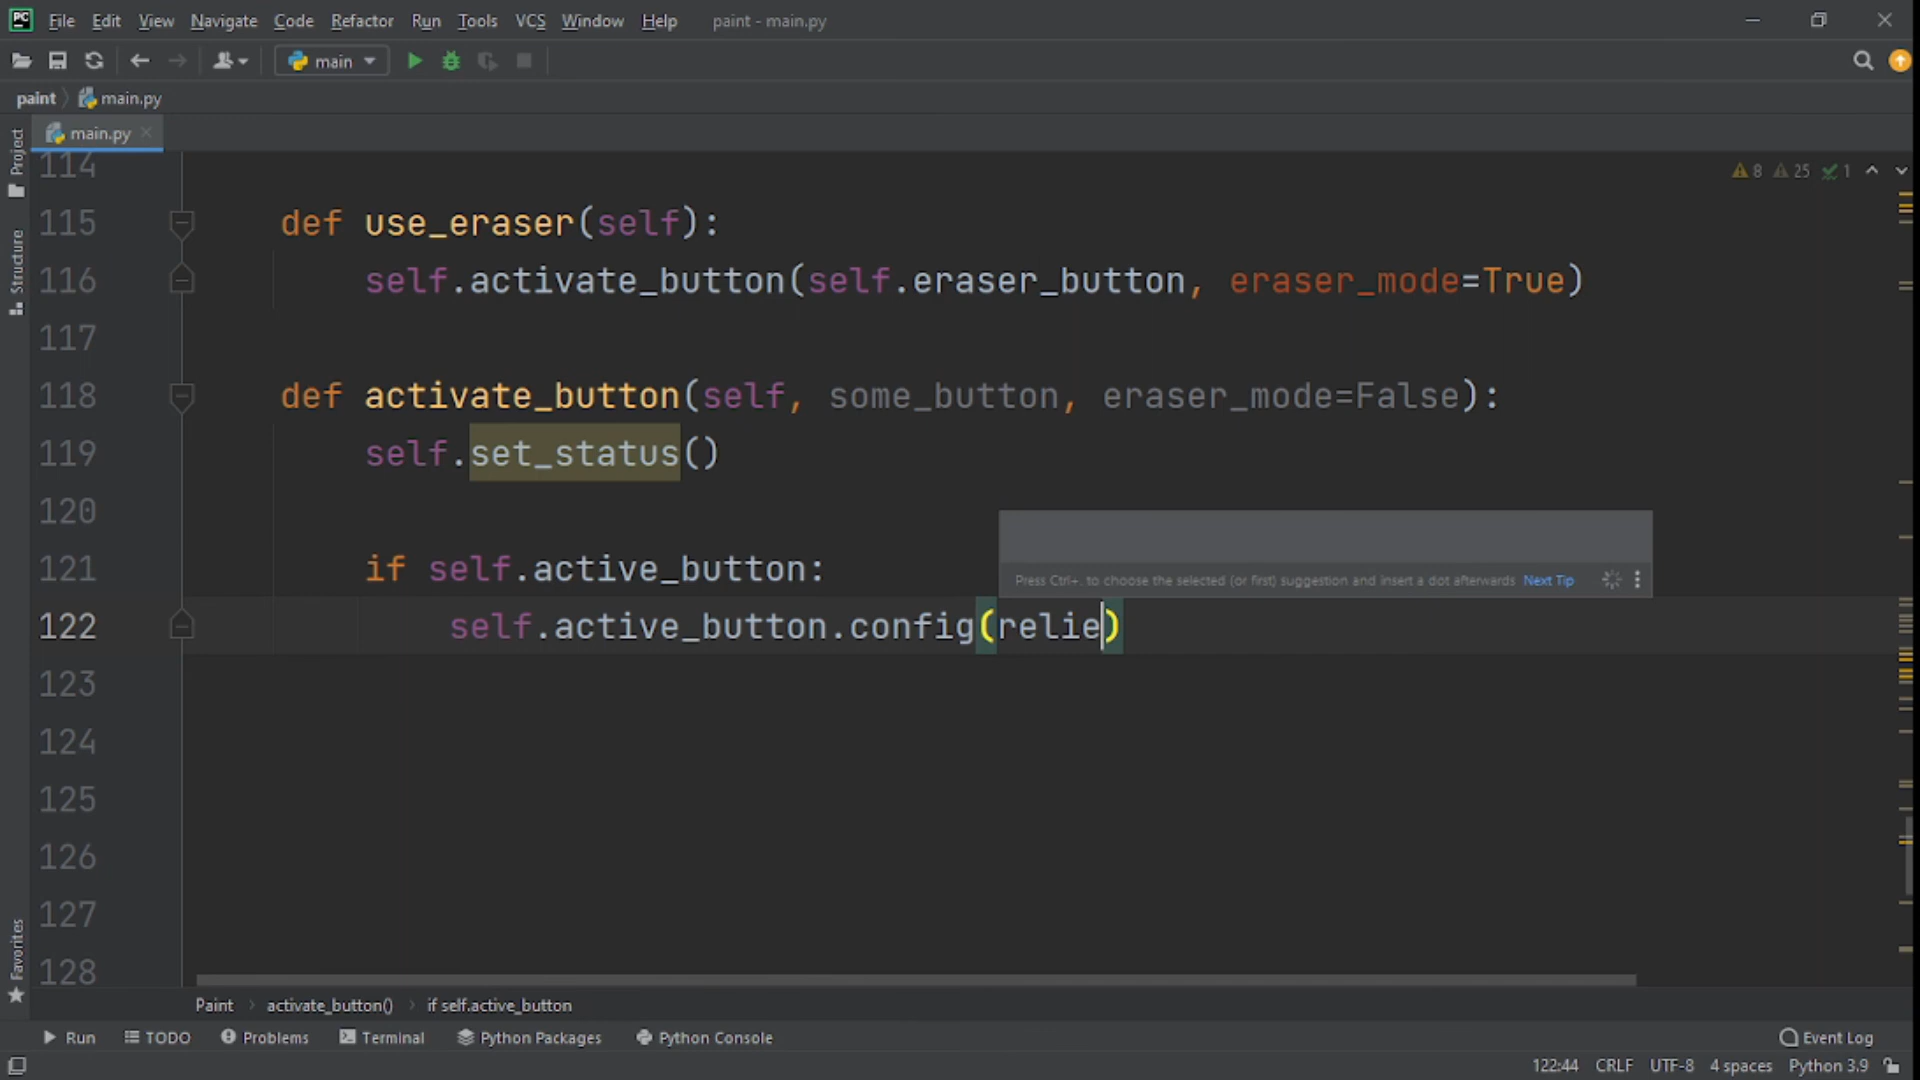 PC File Edit View Navigate Code Refactor Run Tools VCS Window Help paint - main.py
main
paint main.py
main.py
Project
Structure
Favorites
8 25 1
114
115 def use_eraser(self):
116 self.activate_button(self.eraser_button, eraser_mode=True)
117
118 def activate_button(self, some_button, eraser_mode=False):
119 self.set_status()
120
Press Ctrl+. to choose the selected (or first) suggestion and insert a dot afterwards Next Tip
121 if self.active_button:
122 self.active_button.config(relie)
123
124
125
126
127
128
Paint activate_button() if self.active_button
Run TODO Problems Terminal Python Packages Python Console Event Log
122:44 CRLF UTF-8 4 spaces Python 3.9